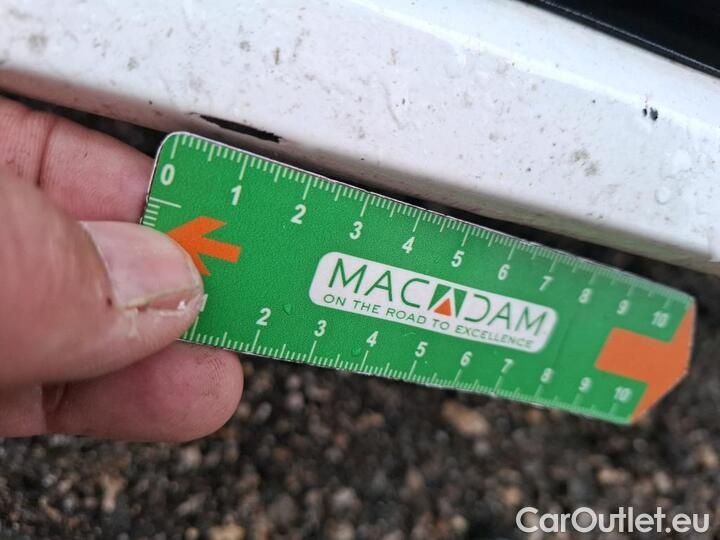 0 1 2 3 4 5 6 7 8 9 10
MACADAM
ON THE ROAD TO EXCELLENCE
1 2 3 4 5 6 7 8 9 10
CarOutlet.eu